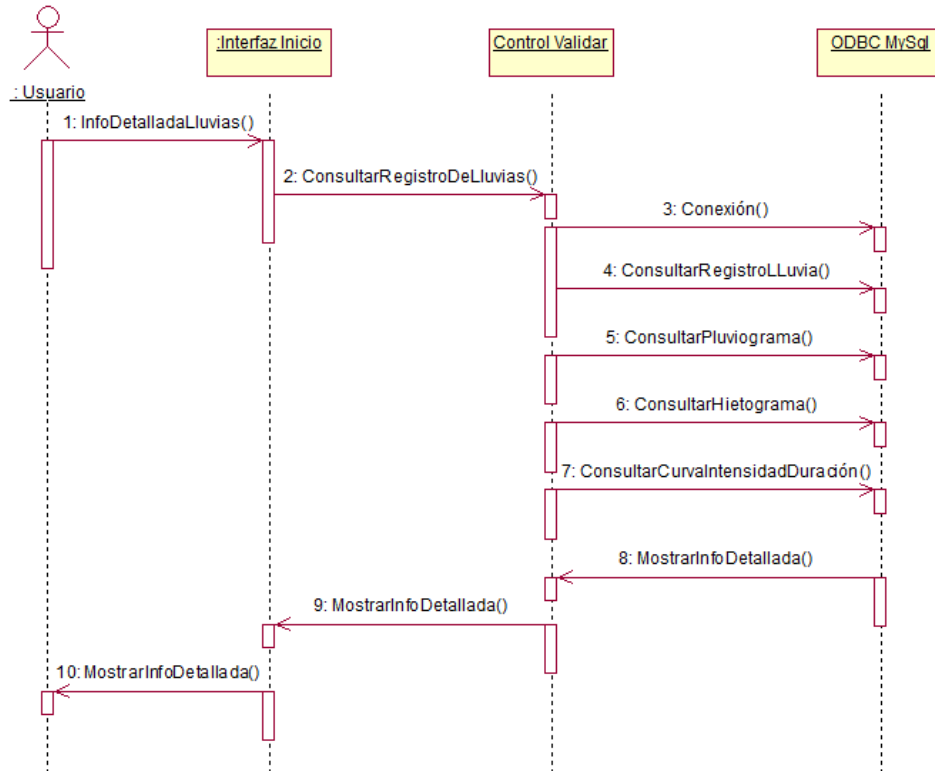 :Interfaz Inicio
Control Validar
ODBC MySql
: Usuario
1: InfoDetalladaLluvias()
2: ConsultarRegistroDeLluvias()
3: Conexión()
4: ConsultarRegistroLLuvia()
5: ConsultarPluviograma()
6: ConsultarHietograma()
7: ConsultarCurvaIntensidadDuración()
8: MostrarInfoDetallada()
9: MostrarInfoDetallada()
10: MostrarInfoDetallada()